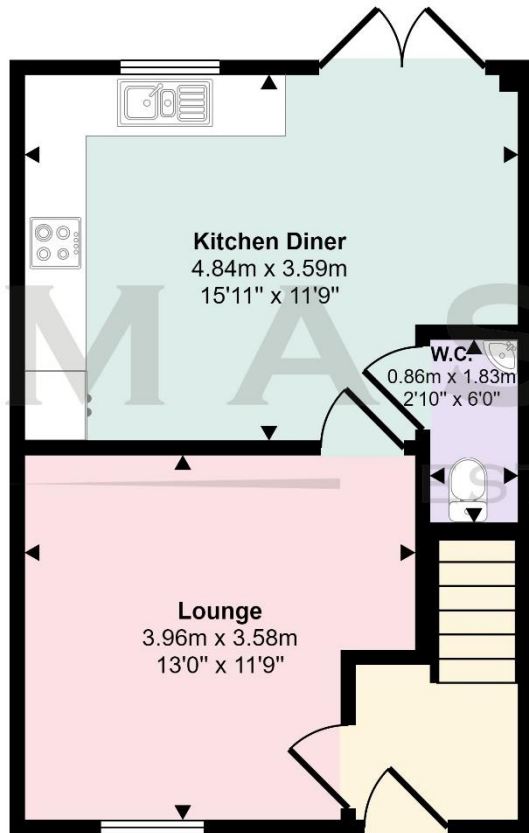 Kitchen Diner
4.84m x 3.59m
15'11" x 11'9"
M A S
W.C.
0.86m x 1.83m
2'10" x 6'0"
EST
Lounge
3.96m x 3.58m
13'0" x 11'9"